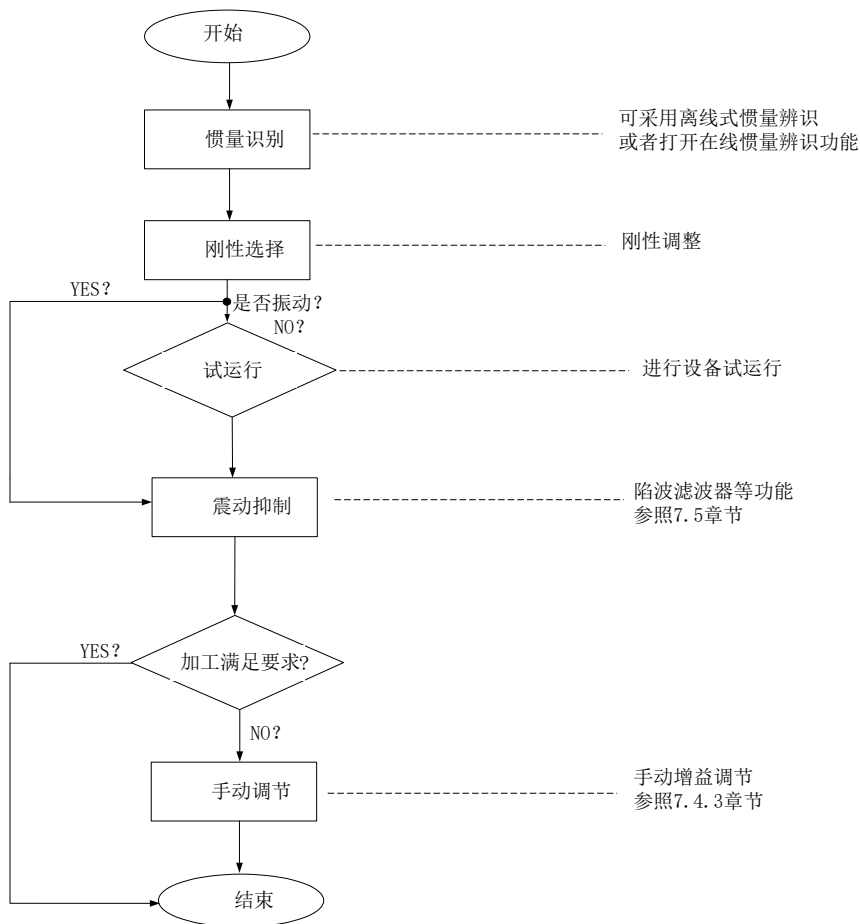 开始
惯量识别
可采用离线式惯量辨识
或者打开在线惯量辨识功能
刚性选择
刚性调整
YES？
是否振动？
NO？
试运行
进行设备试运行
震动抑制
陷波滤波器等功能
参照7.5章节
YES？
加工满足要求?
NO？
手动调节
手动增益调节
参照7.4.3章节
结束